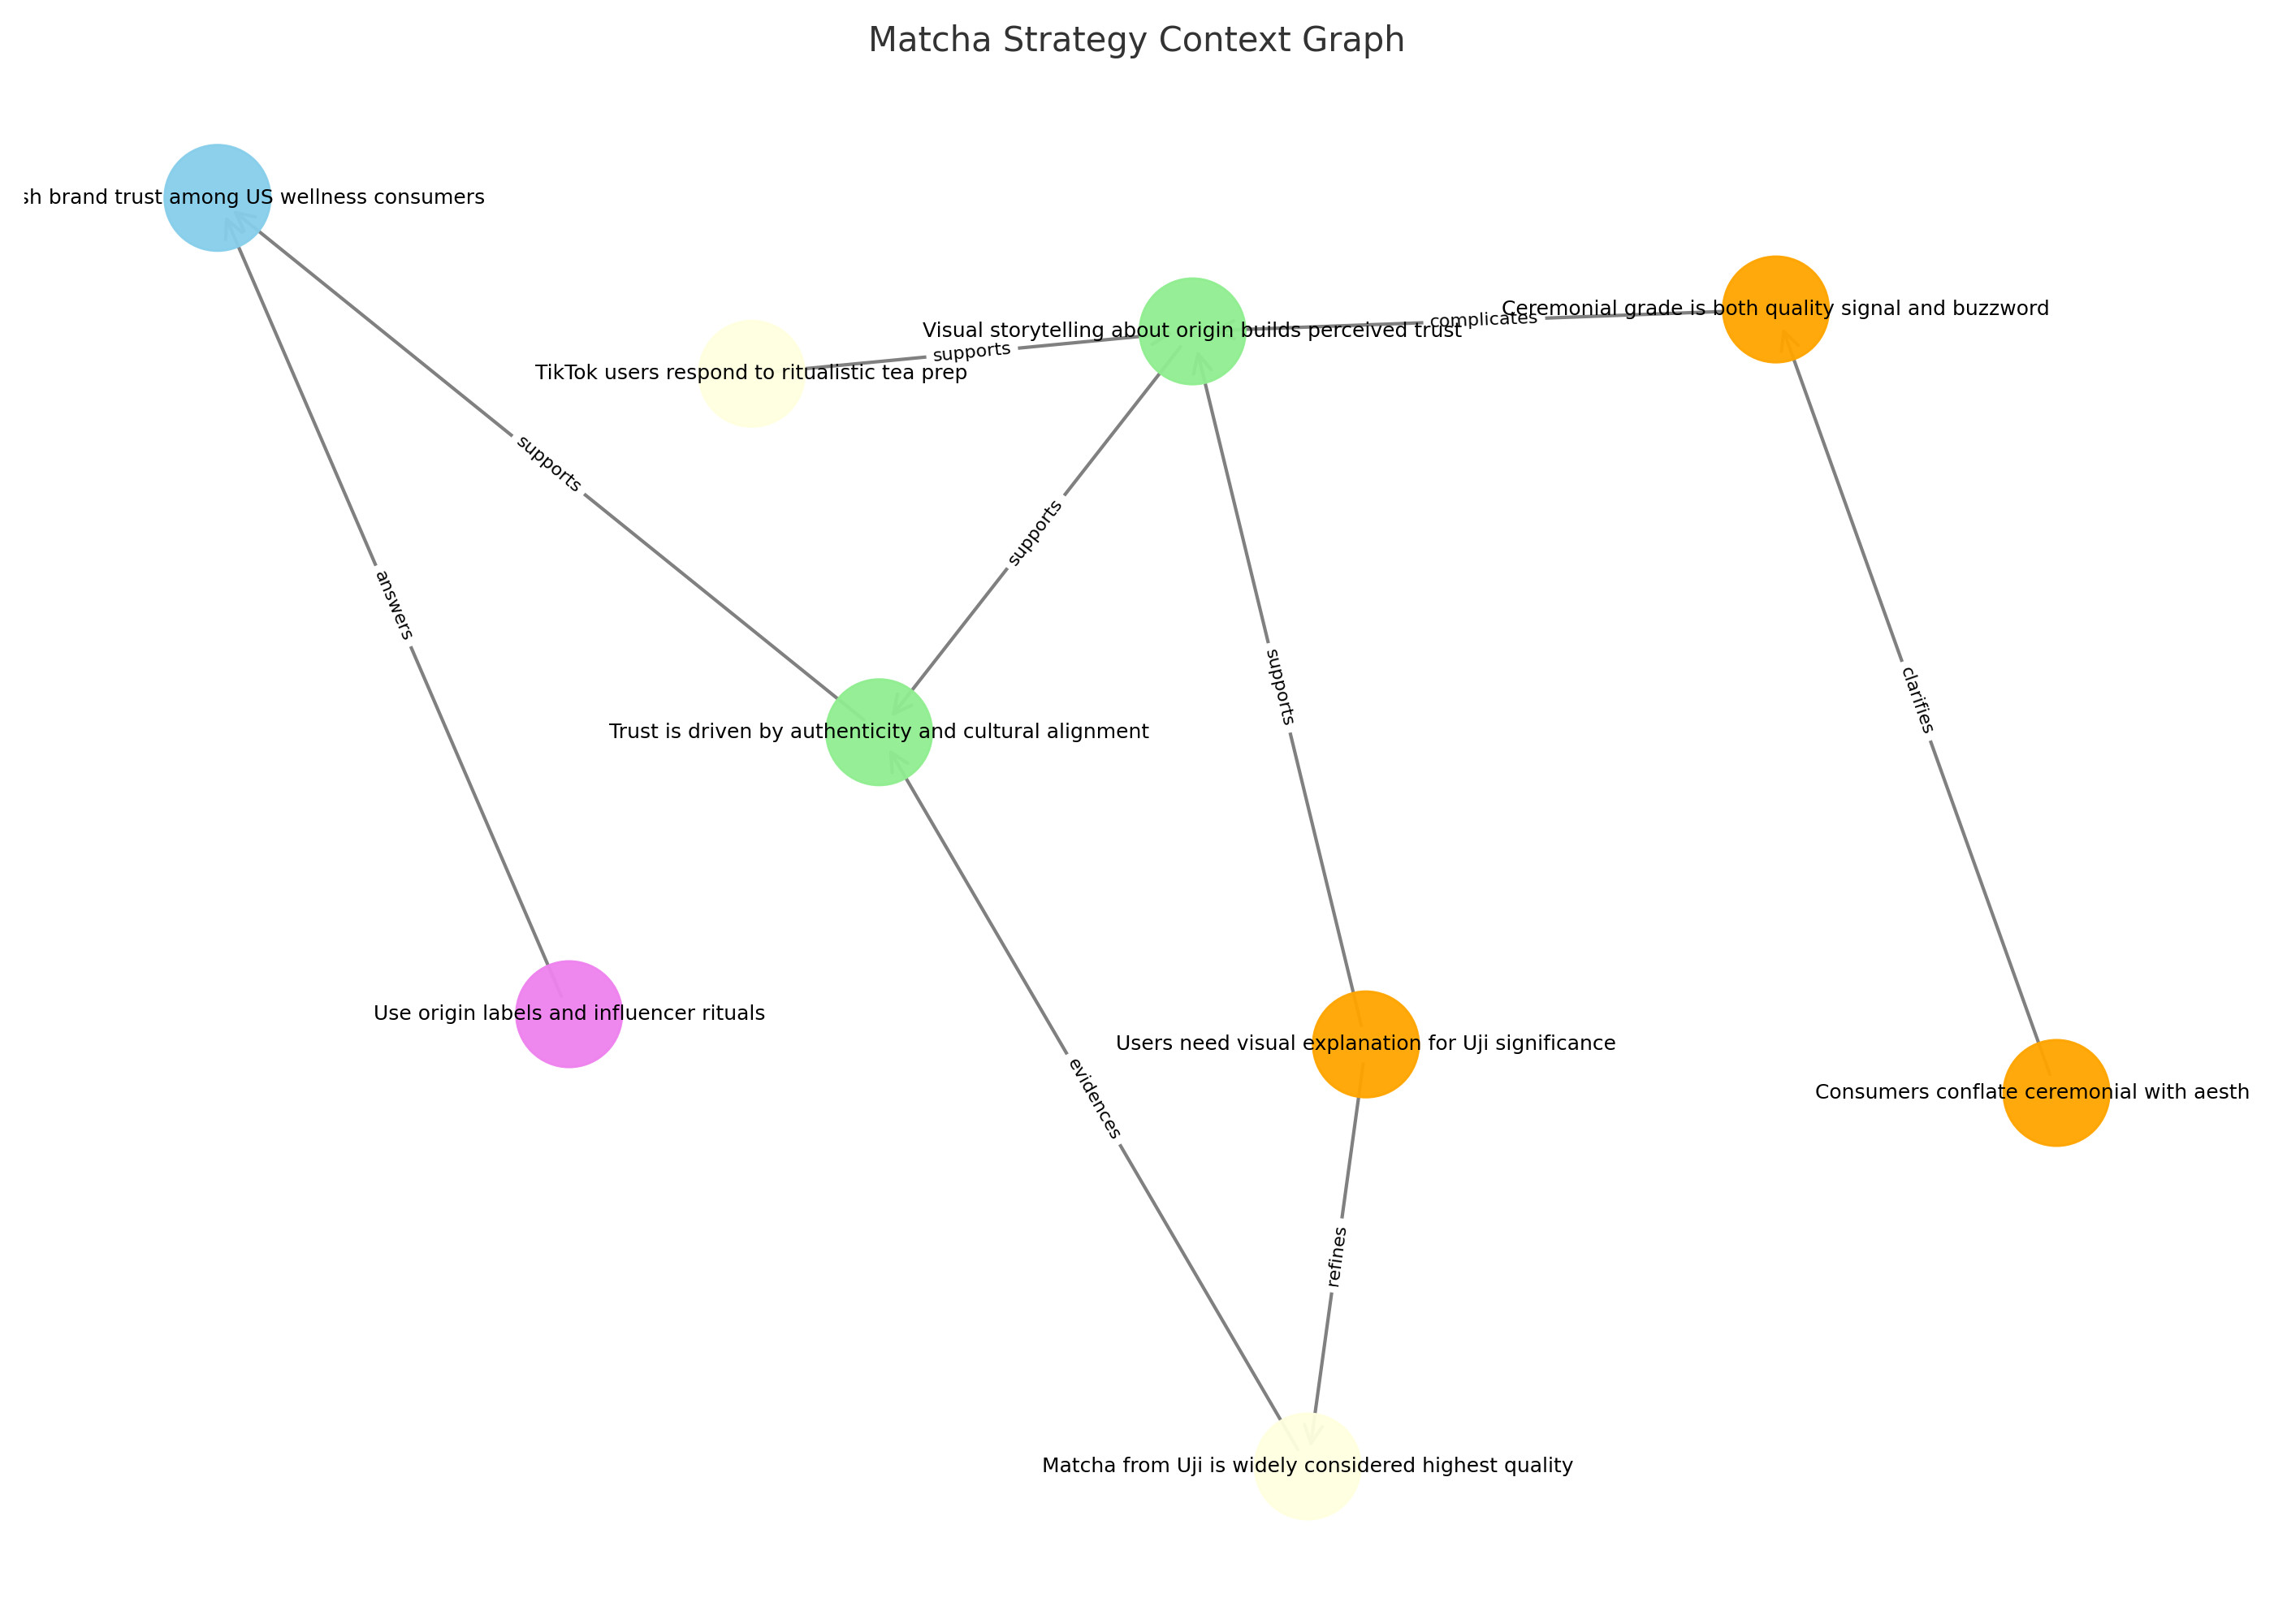 Matcha Strategy Context Graph
brand trust among US wellness consumers
Ceremonial grade is both quality signal and buzzword
complicates
Visual storytelling about origin builds perceived trust
supports
TikTok users respond to ritualistic tea prep
supports
supports
answers
supports
clarifies
Trust is driven by authenticity and cultural alignment
Use origin labels and influencer rituals
Users need visual explanation for Uji significance
evidences
Consumers conflate ceremonial with aesth
refines
Matcha from Uji is widely considered highest quality